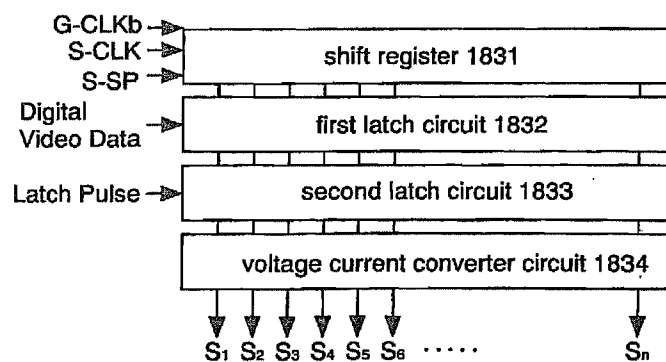 G-CLKb
S-CLK
S-SP
shift register 1831
Digital
Video Data
first latch circuit 1832
Latch Pulse
second latch circuit 1833
voltage current converter circuit 1834
S1 S2 S3 S4 S5 S6 ..... Sn